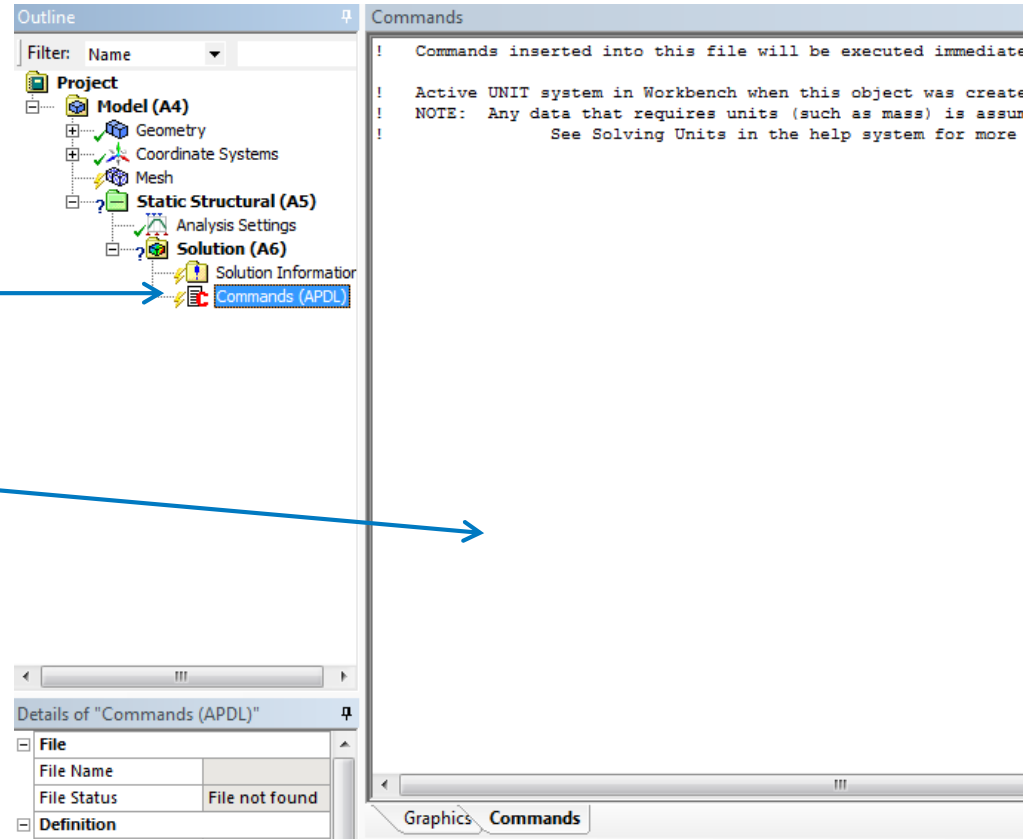 Outline
Filter: Name
Project
Model (A4)
Geometry
Coordinate Systems
Mesh
Static Structural (A5)
Analysis Settings
Solution (A6)
Solution Information
Commands (APDL)
Details of "Commands (APDL)"
File
File Name
File Status File not found
Definition
Commands
! Commands inserted into this file will be executed immediate
! Active UNIT system in Workbench when this object was create
! NOTE: Any data that requires units (such as mass) is assum
! See Solving Units in the help system for more
Graphics Commands